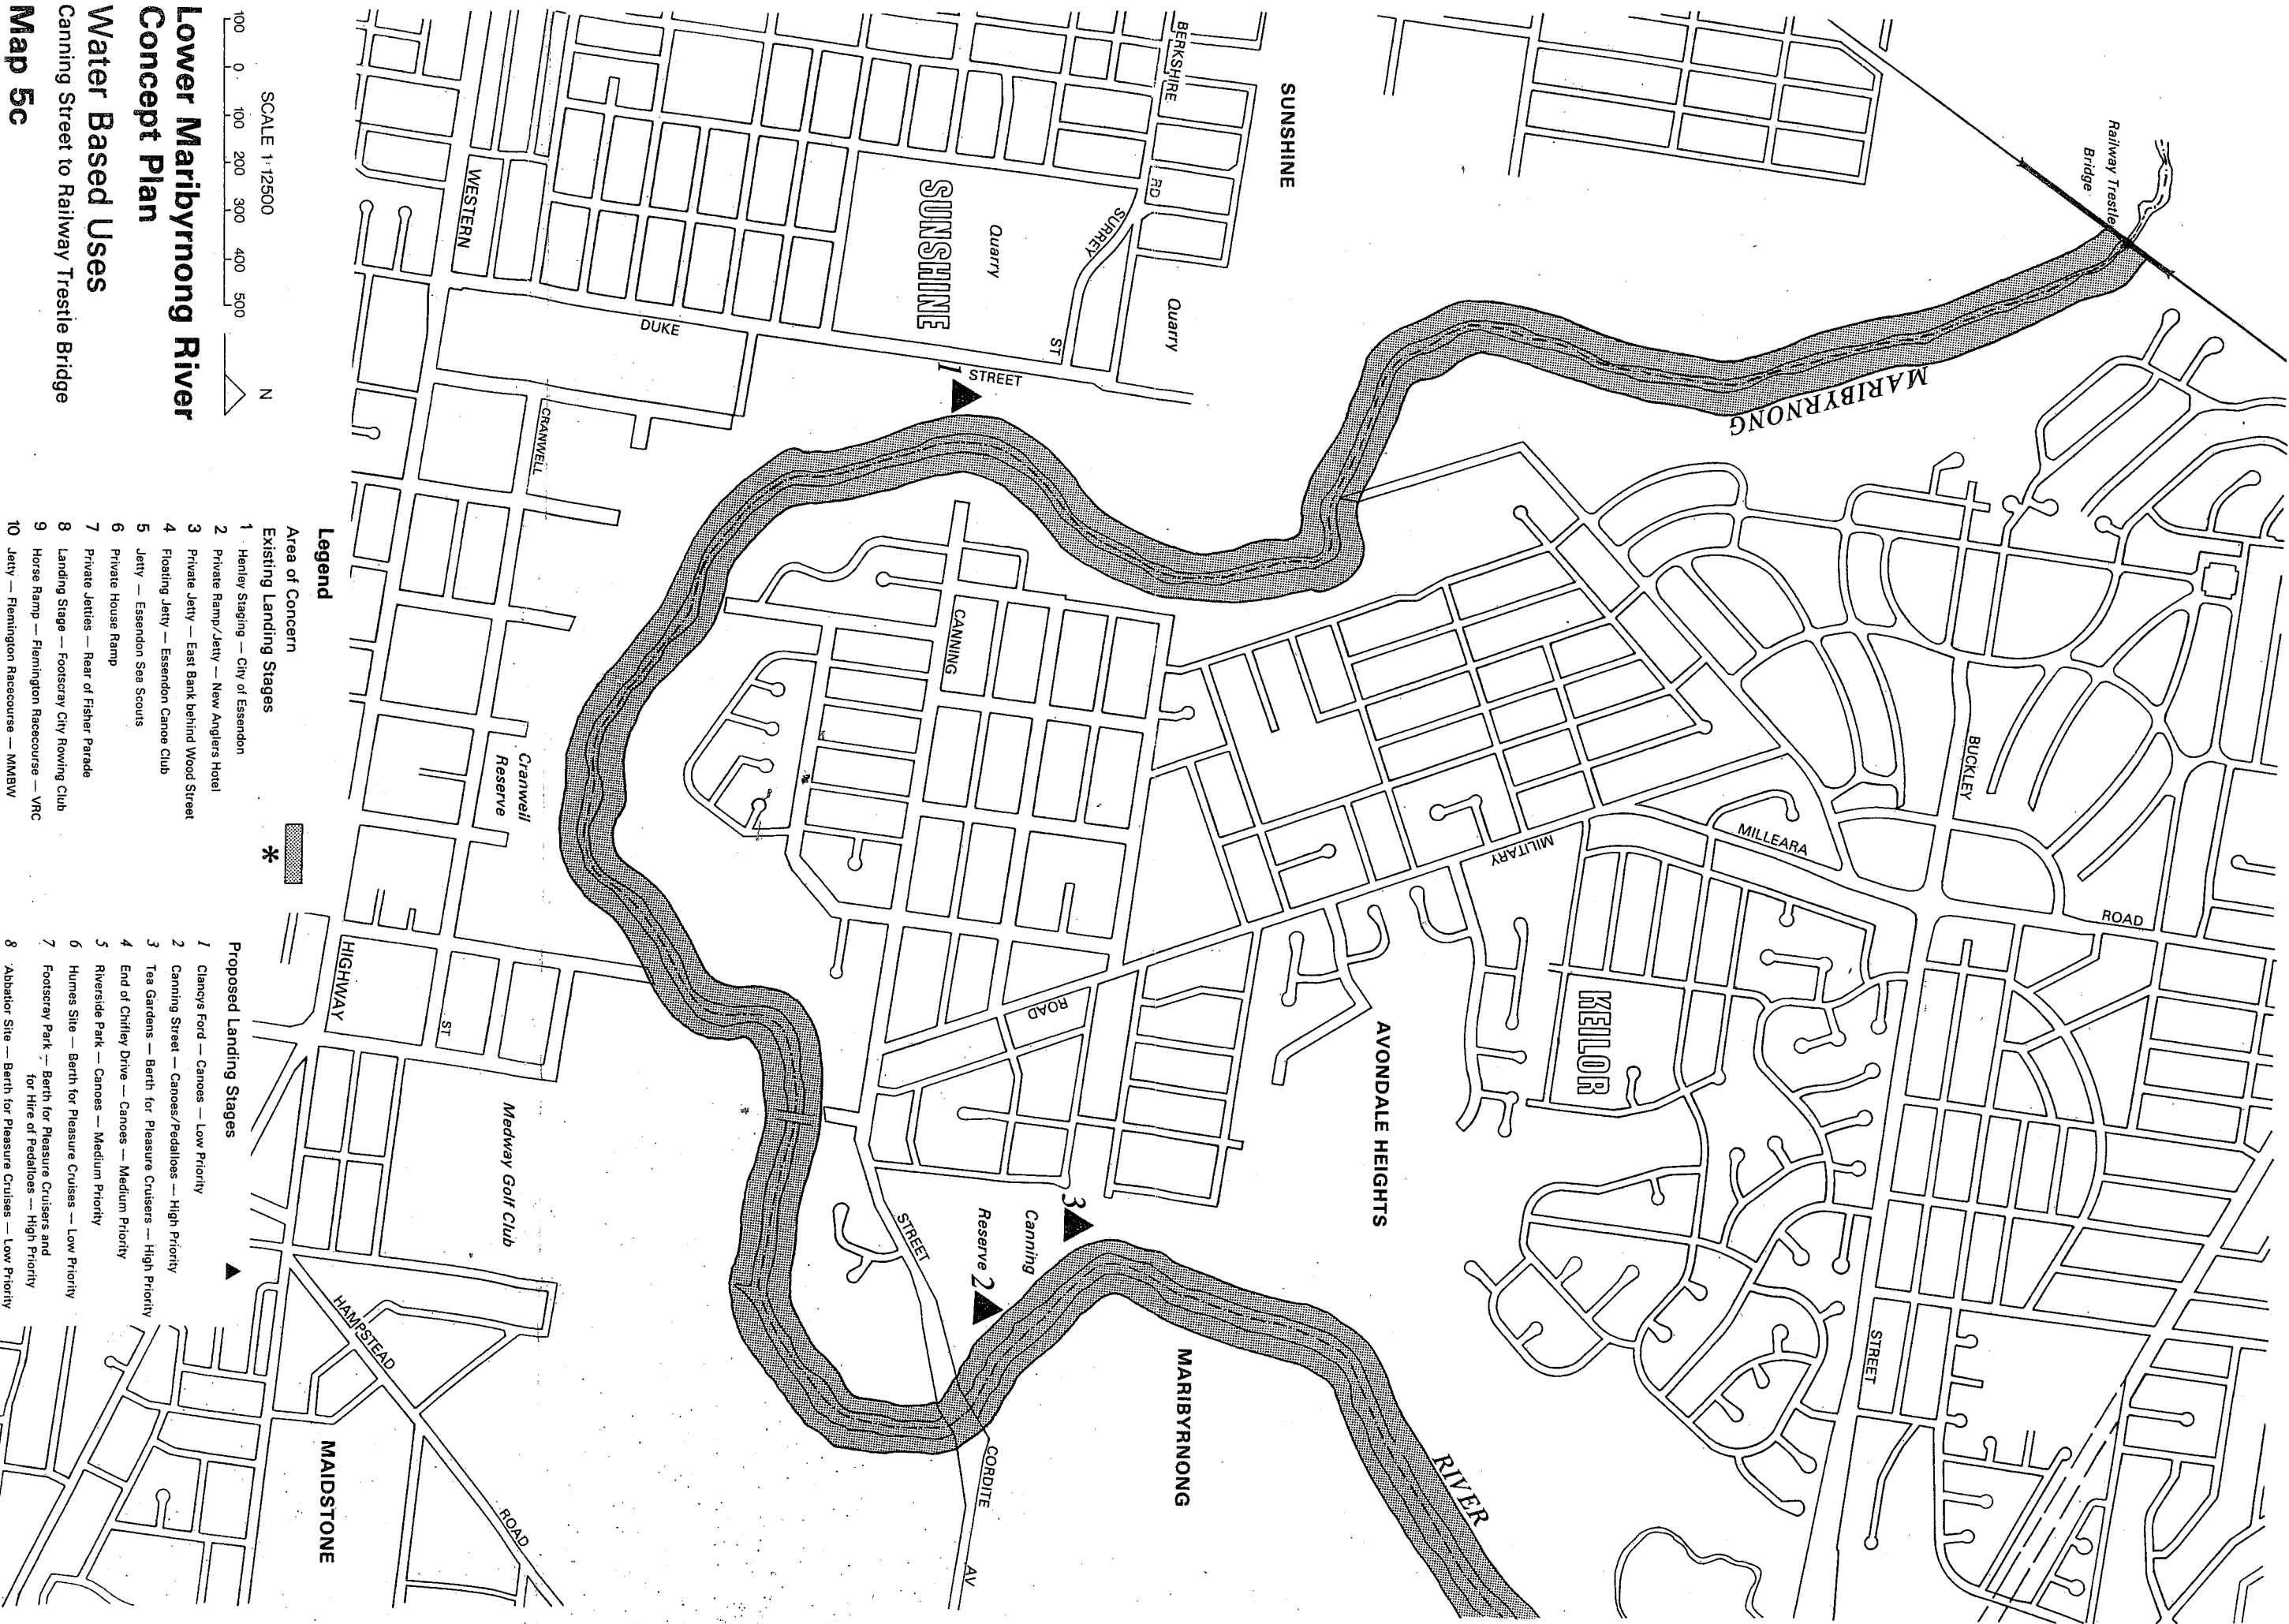 Lower Maribyrnong River
Concept Plan
Water Based Uses
Canning Street to Railway Trestle Bridge
Map 5c
SCALE 1:12500
100 0 100 200 300 400 500
N
Legend
Area of Concern
Existing Landing Stages *
1 Henley Staging — City of Essendon
2 Private Ramp/Jetty — New Anglers Hotel
3 Private Jetty — East Bank behind Wood Street
4 Floating Jetty — Essendon Canoe Club
5 Jetty — Essendon Sea Scouts
6 Private House Ramp
7 Private Jetties — Rear of Fisher Parade
8 Landing Stage — Footscray City Rowing Club
9 Horse Ramp — Flemington Racecourse — VRC
10 Jetty — Flemington Racecourse — MMBW
Proposed Landing Stages
1 Clancys Ford — Canoes — Low Priority
2 Canning Street — Canoes/Pedalloes — High Priority
3 Tea Gardens — Berth for Pleasure Cruisers — High Priority
4 End of Chifley Drive — Canoes — Medium Priority
5 Riverside Park — Canoes — Medium Priority
6 Humes Site — Berth for Pleasure Cruises — Low Priority
7 Footscray Park — Berth for Pleasure Cruisers and
for Hire of Pedalloes — High Priority
8 Abbatior Site — Berth for Pleasure Cruises — Low Priority
Railway Trestle
Bridge
SUNSHINE
BERKSHIRE
RD
SURREY
ST
Quarry
Quarry
SUNSHINE
WESTERN
DUKE
STREET
1
CRANWELL
MARIBYRNONG
CANNING
Cranwell
Reserve
BUCKLEY
MILLEARA
MILITARY
ROAD
ROAD
KEILOR
AVONDALE HEIGHTS
HIGHWAY
ST
Medway Golf Club
STREET
3
Canning
Reserve
2
STREET
HAMPSTEAD
ROAD
MAIDSTONE
MARIBYRNONG
CORDITE
AV
RIVER